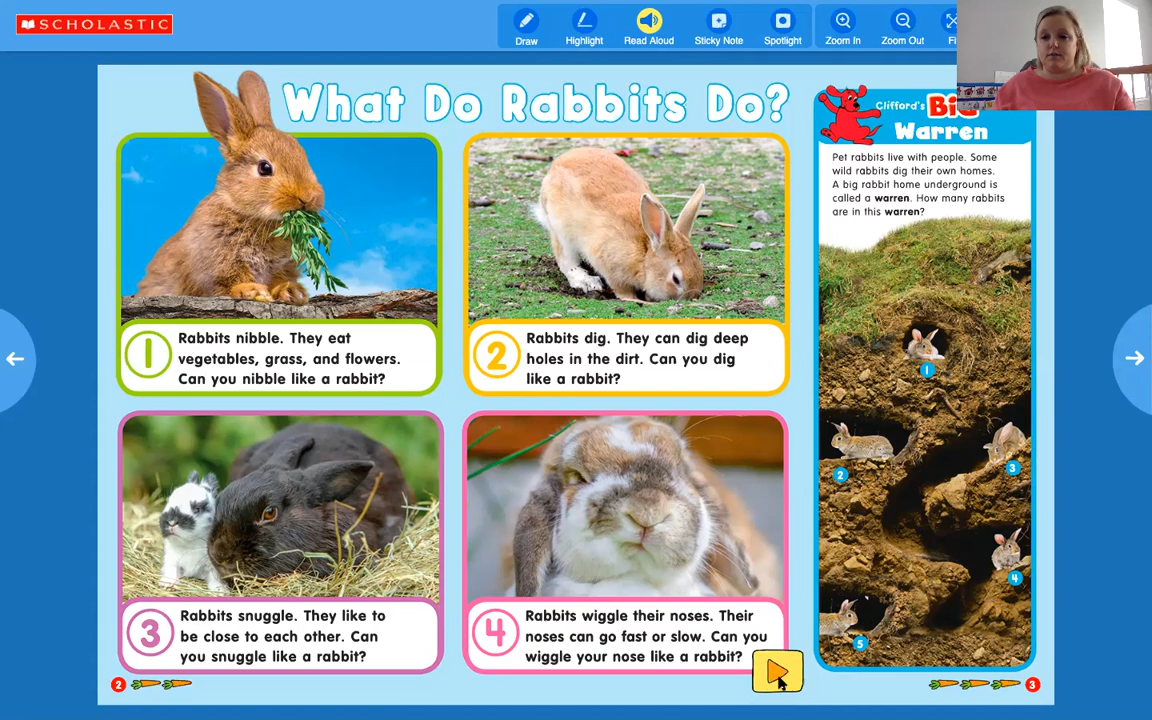 SCHOLASTIC
Draw
Highlight
Read Aloud
Sticky Note
Spotlight
Zoom In
Zoom Out
What Do Rabbits Do?
1
Rabbits nibble. They eat
vegetables, grass, and flowers.
Can you nibble like a rabbit?
2
Rabbits dig. They can dig deep
holes in the dirt. Can you dig
like a rabbit?
3
Rabbits snuggle. They like to
be close to each other. Can
you snuggle like a rabbit?
4
Rabbits wiggle their noses. Their
noses can go fast or slow. Can you
wiggle your nose like a rabbit?
Clifford's
Warren
Pet rabbits live with people. Some
wild rabbits dig their own homes.
A big rabbit home underground is
called a warren. How many rabbits
are in this warren?
1
2
3
4
5
2
3